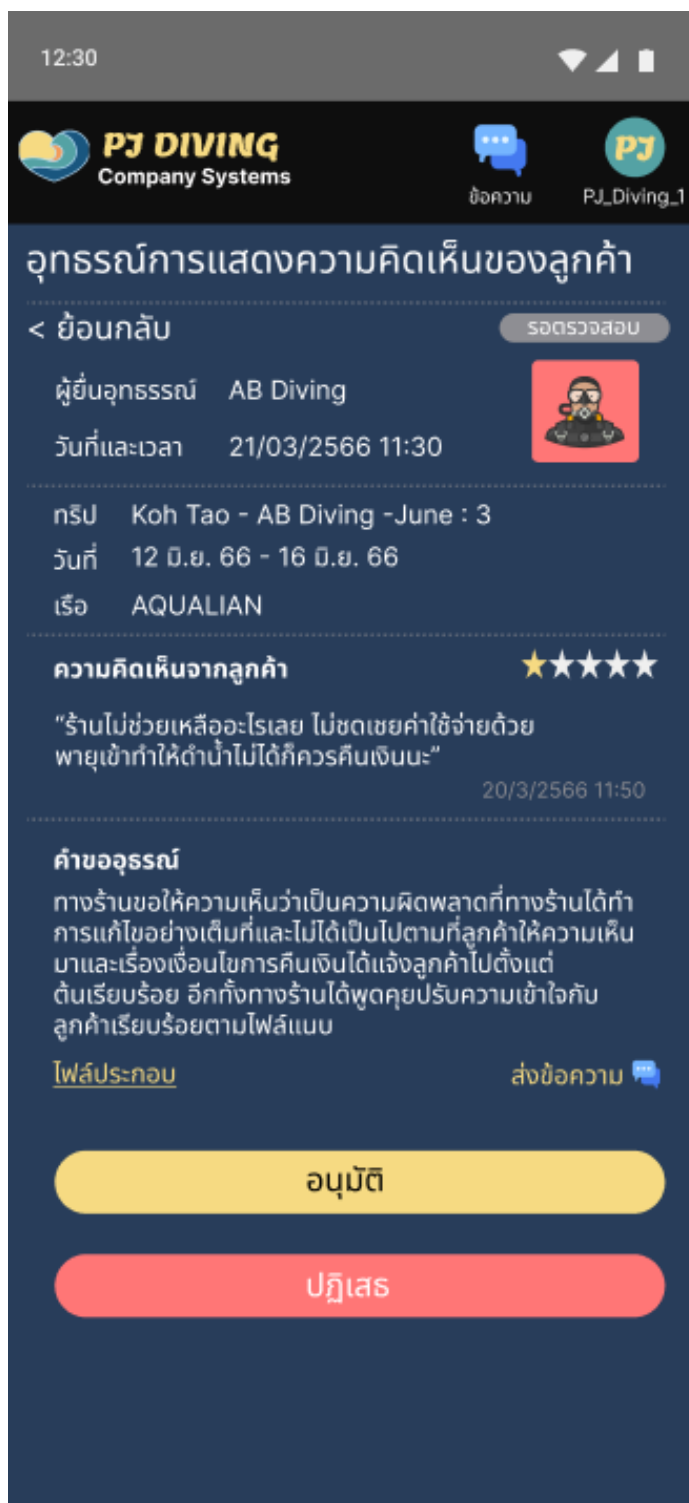 12:30
PJ DIVING
Company Systems
ข้อความ
PJ
PJ_Diving_1
อุทธรณ์การแสดงความคิดเห็นของลูกค้า
< ย้อนกลับ
รอตรวจสอบ
ผู้ยื่นอุทธรณ์ AB Diving
วันที่และเวลา 21/03/2566 11:30
ทริป Koh Tao - AB Diving -June : 3
วันที่ 12 มิ.ย. 66 - 16 มิ.ย. 66
เรือ AQUALIAN
ความคิดเห็นจากลูกค้า
“ร้านไม่ช่วยเหลืออะไรเลย ไม่ชดเชยค่าใช้จ่ายด้วย
พายุเข้าทำให้ดำน้ำไม่ได้ก็ควรคืนเงินนะ”
20/3/2566 11:50
คำขออุธรณ์
ทางร้านขอให้ความเห็นว่าเป็นความผิดพลาดที่ทางร้านได้ทำ
การแก้ไขอย่างเต็มที่และไม่ได้เป็นไปตามที่ลูกค้าให้ความเห็น
มาและเรื่องเงื่อนไขการคืนเงินได้แจ้งลูกค้าไปตั้งแต่
ต้นเรียบร้อย อีกทั้งทางร้านได้พูดคุยปรับความเข้าใจกับ
ลูกค้าเรียบร้อยตามไฟล์แนบ
ไฟล์ประกอบ
ส่งข้อความ
อนุมัติ
ปฏิเสธ